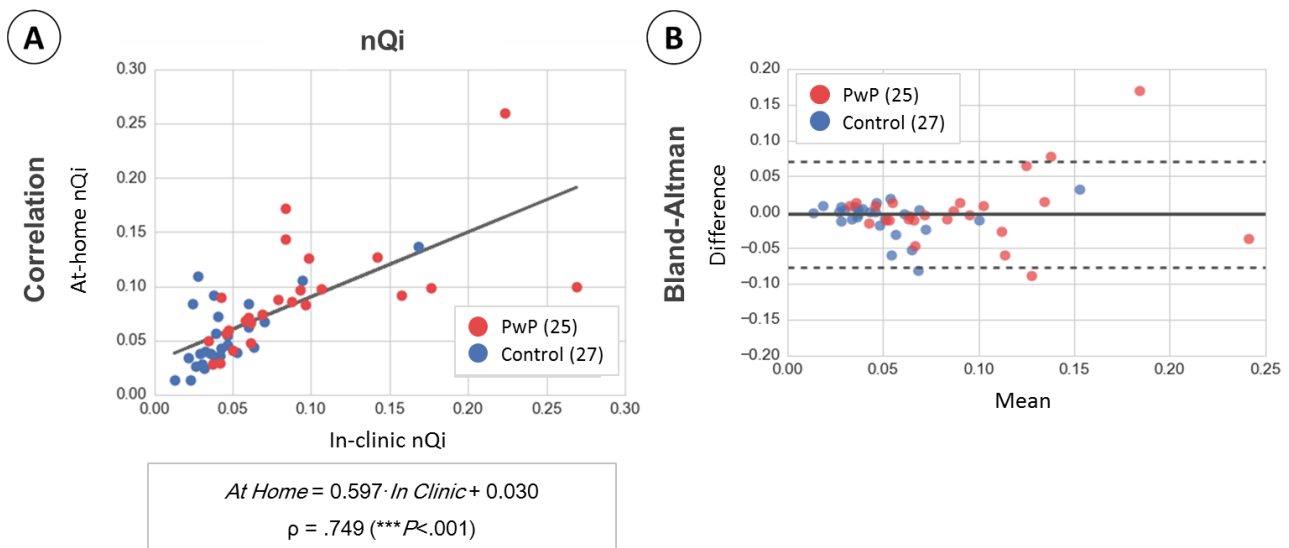 A
nQi
Correlation
At-home nQi
0.30
0.25
0.20
0.15
0.10
0.05
0.00
PwP (25)
Control (27)
0.00 0.05 0.10 0.15 0.20 0.25 0.30
In-clinic nQi
At Home = 0.597· In Clinic + 0.030
ρ = .749 (***P<.001)
B
Bland-Altman
Difference
0.20
0.15
0.10
0.05
0.00
−0.05
−0.10
−0.15
−0.20
PwP (25)
Control (27)
0.00 0.05 0.10 0.15 0.20 0.25
Mean